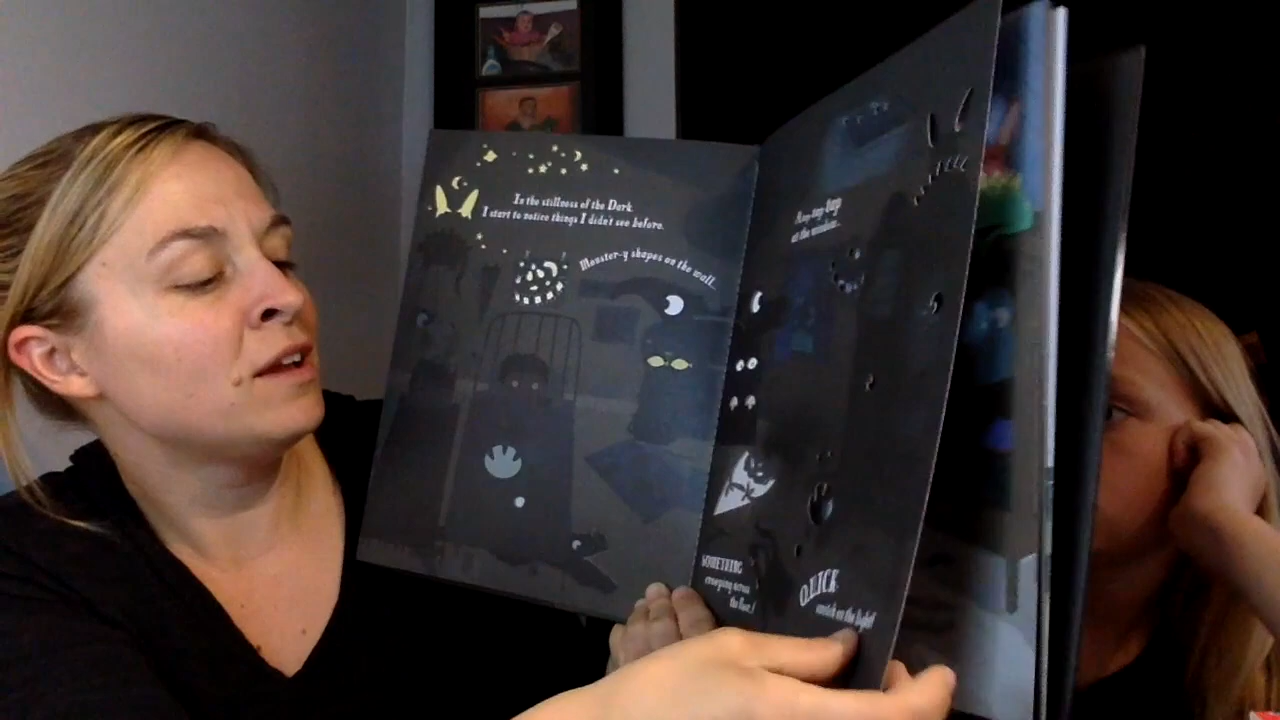 In the stillness of the Dark
I start to notice things I didn't see before.
Monster-y shapes on the wall.
A tap-tap-tap
at the window..
SOMETHING
creeping across
the floor!
QUICK
switch on the light!